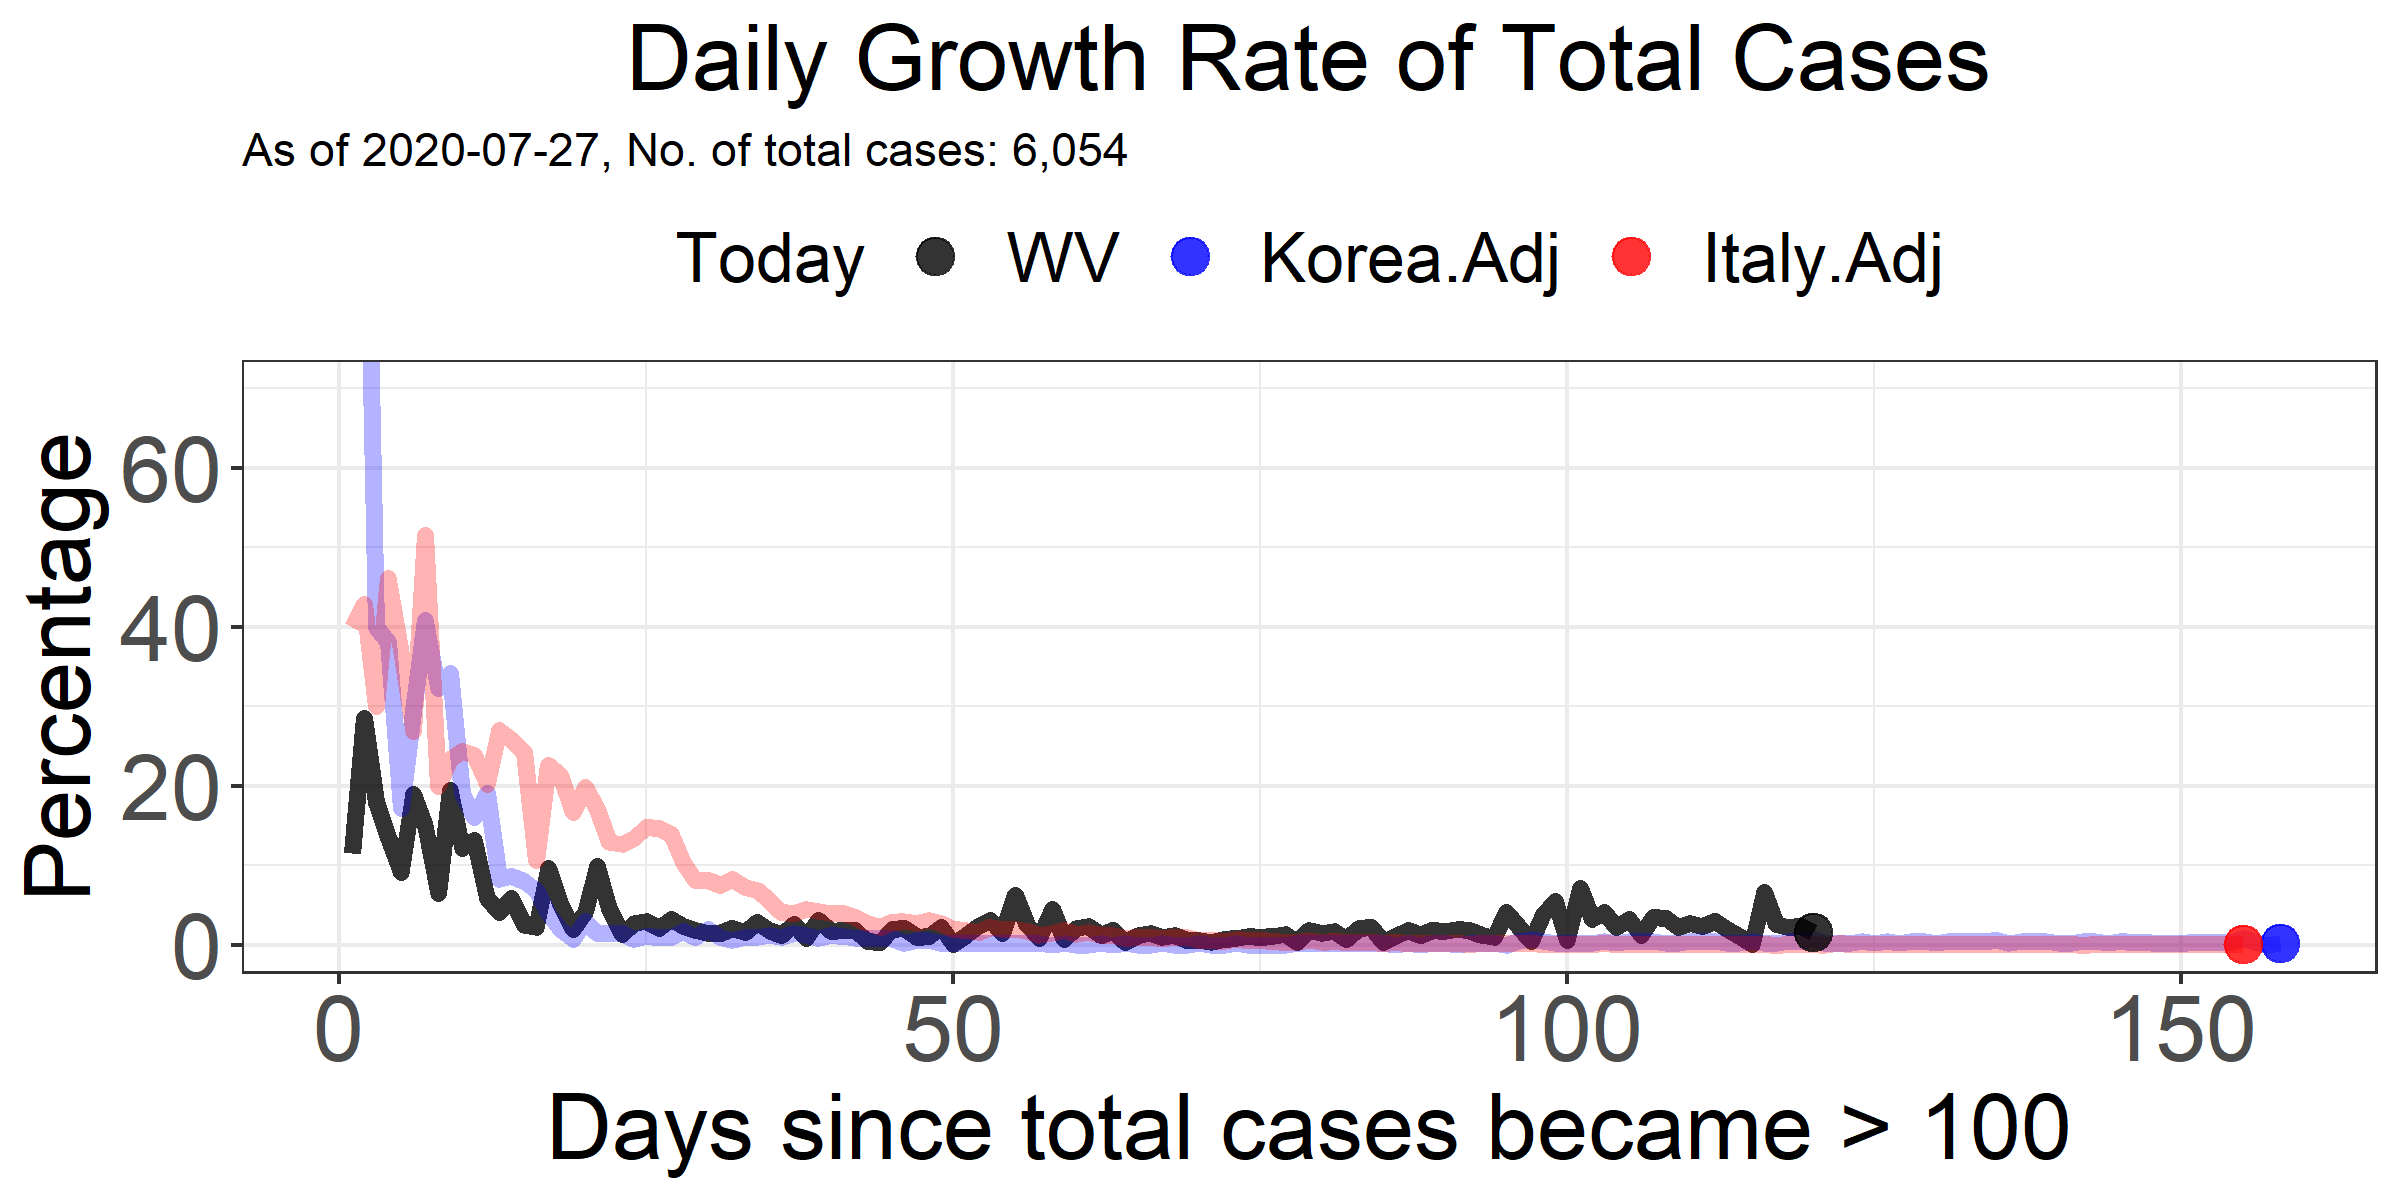 Daily Growth Rate of Total Cases
As of 2020-07-27, No. of total cases: 6,054
Today WV Korea.Adj Italy.Adj
Percentage
60
40
20
0
0 50 100 150
Days since total cases became > 100